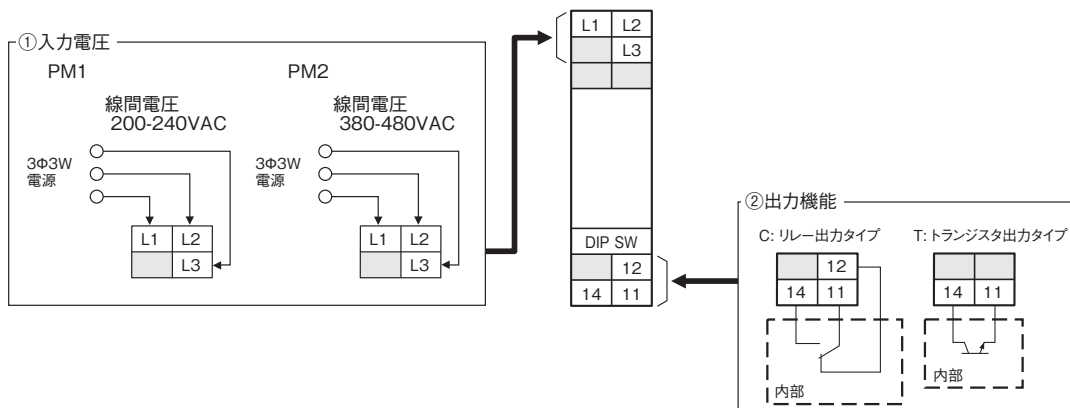 ①入力電圧
PM1
線間電圧
200-240VAC
3Φ3W
電源
L1 L2
L3
PM2
線間電圧
380-480VAC
3Φ3W
電源
L1 L2
L3
L1 L2
L3
DIP SW
12
14 11
②出力機能
C: リレー出力タイプ
12
14 11
内部
T: トランジスタ出力タイプ
14 11
内部